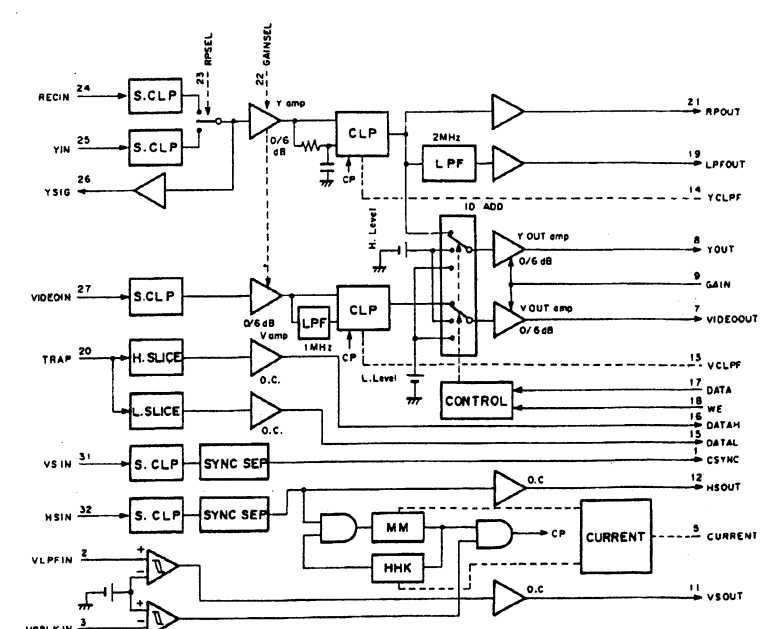 23 RPSEL
22 GAINSEL
RECIN 24
S.CLP
Y amp
0/6 dB
CLP
CP
21 RPOUT
YIN 25
S.CLP
2MHz
LPF
19 LPFOUT
YSIG 26
14 YCLPF
ID ADD
H. Level
Y OUT amp
0/6 dB
8 YOUT
9 GAIN
VIDEOIN 27
S.CLP
0/6 dB
V amp
LPF
1MHz
CLP
CP
V OUT amp
0/6dB
7 VIDEOOUT
L.Level
13 VCLPF
TRAP 20
H. SLICE
O.C.
CONTROL
17 DATA
18 WE
16 DATAH
L.SLICE
O.C.
15 DATAL
VSIN 31
S. CLP
SYNC SEP
1 CSYNC
HSIN 32
S. CLP
SYNC SEP
O.C
12 HSOUT
MM
HHK
CP
CURRENT
5 CURRENT
VLPFIN 2
+
-
O.C
11 VSOUT
3
+
-